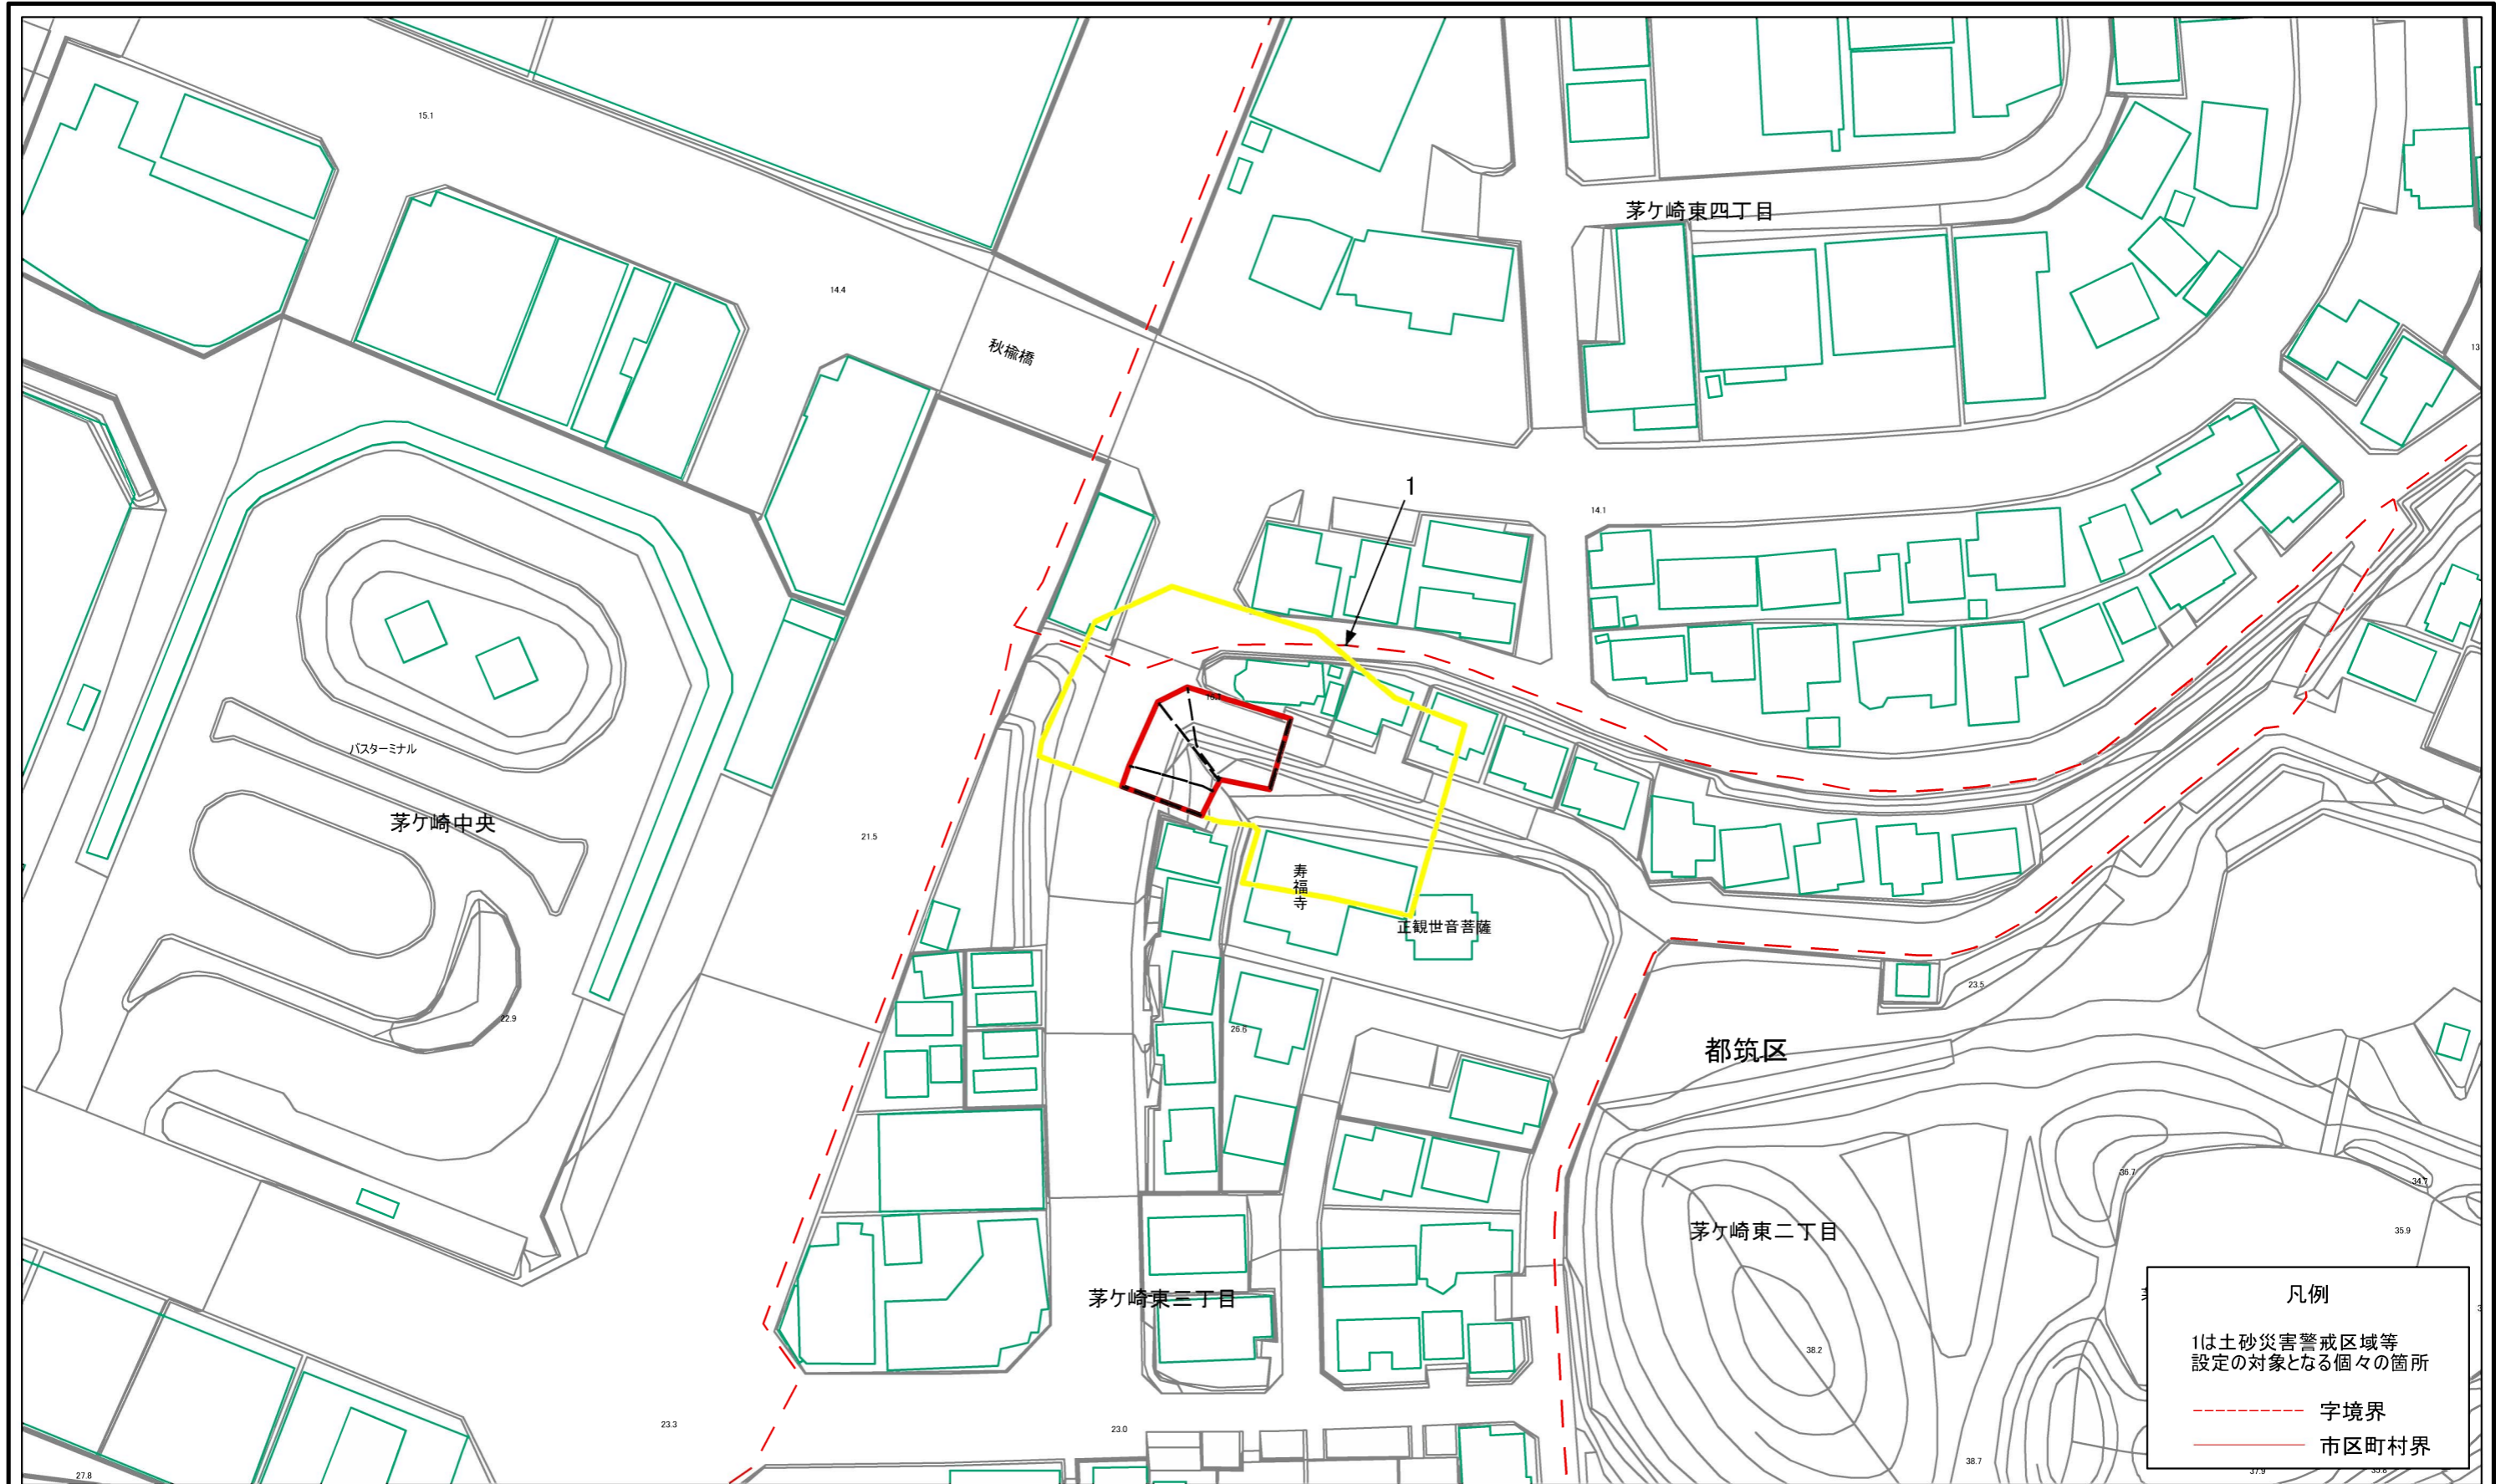 15.1
茅ケ崎東四丁目
14.4
秋楡橋
13
1
14.1
バスターミナル
茅ケ崎中央
21.5
寿福寺
正観世音菩薩
23.5
22.9
26.6
都筑区
36.7
34.7
茅ケ崎東二丁目
35.9
茅ケ崎東三丁目
38.2
凡例
1は土砂災害警戒区域等
設定の対象となる個々の箇所
字境界
市区町村界
23.3
23.0
38.7
27.8
37.9